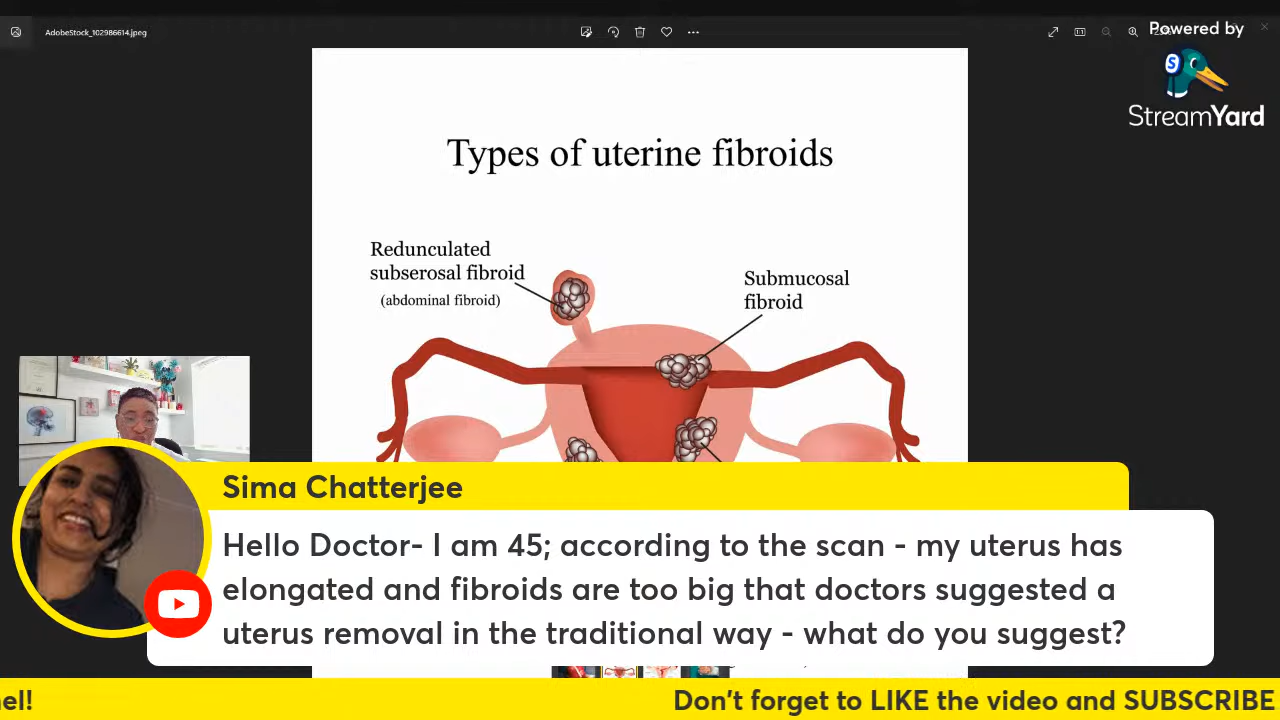 AdobeStock_102986614.jpeg
Powered by
StreamYard
Types of uterine fibroids
Redunculated
subserosal fibroid
(abdominal fibroid)
Submucosal
fibroid
Sima Chatterjee
Hello Doctor- I am 45; according to the scan - my uterus has
elongated and fibroids are too big that doctors suggested a
uterus removal in the traditional way - what do you suggest?
el!
Don't forget to LIKE the video and SUBSCRIBE